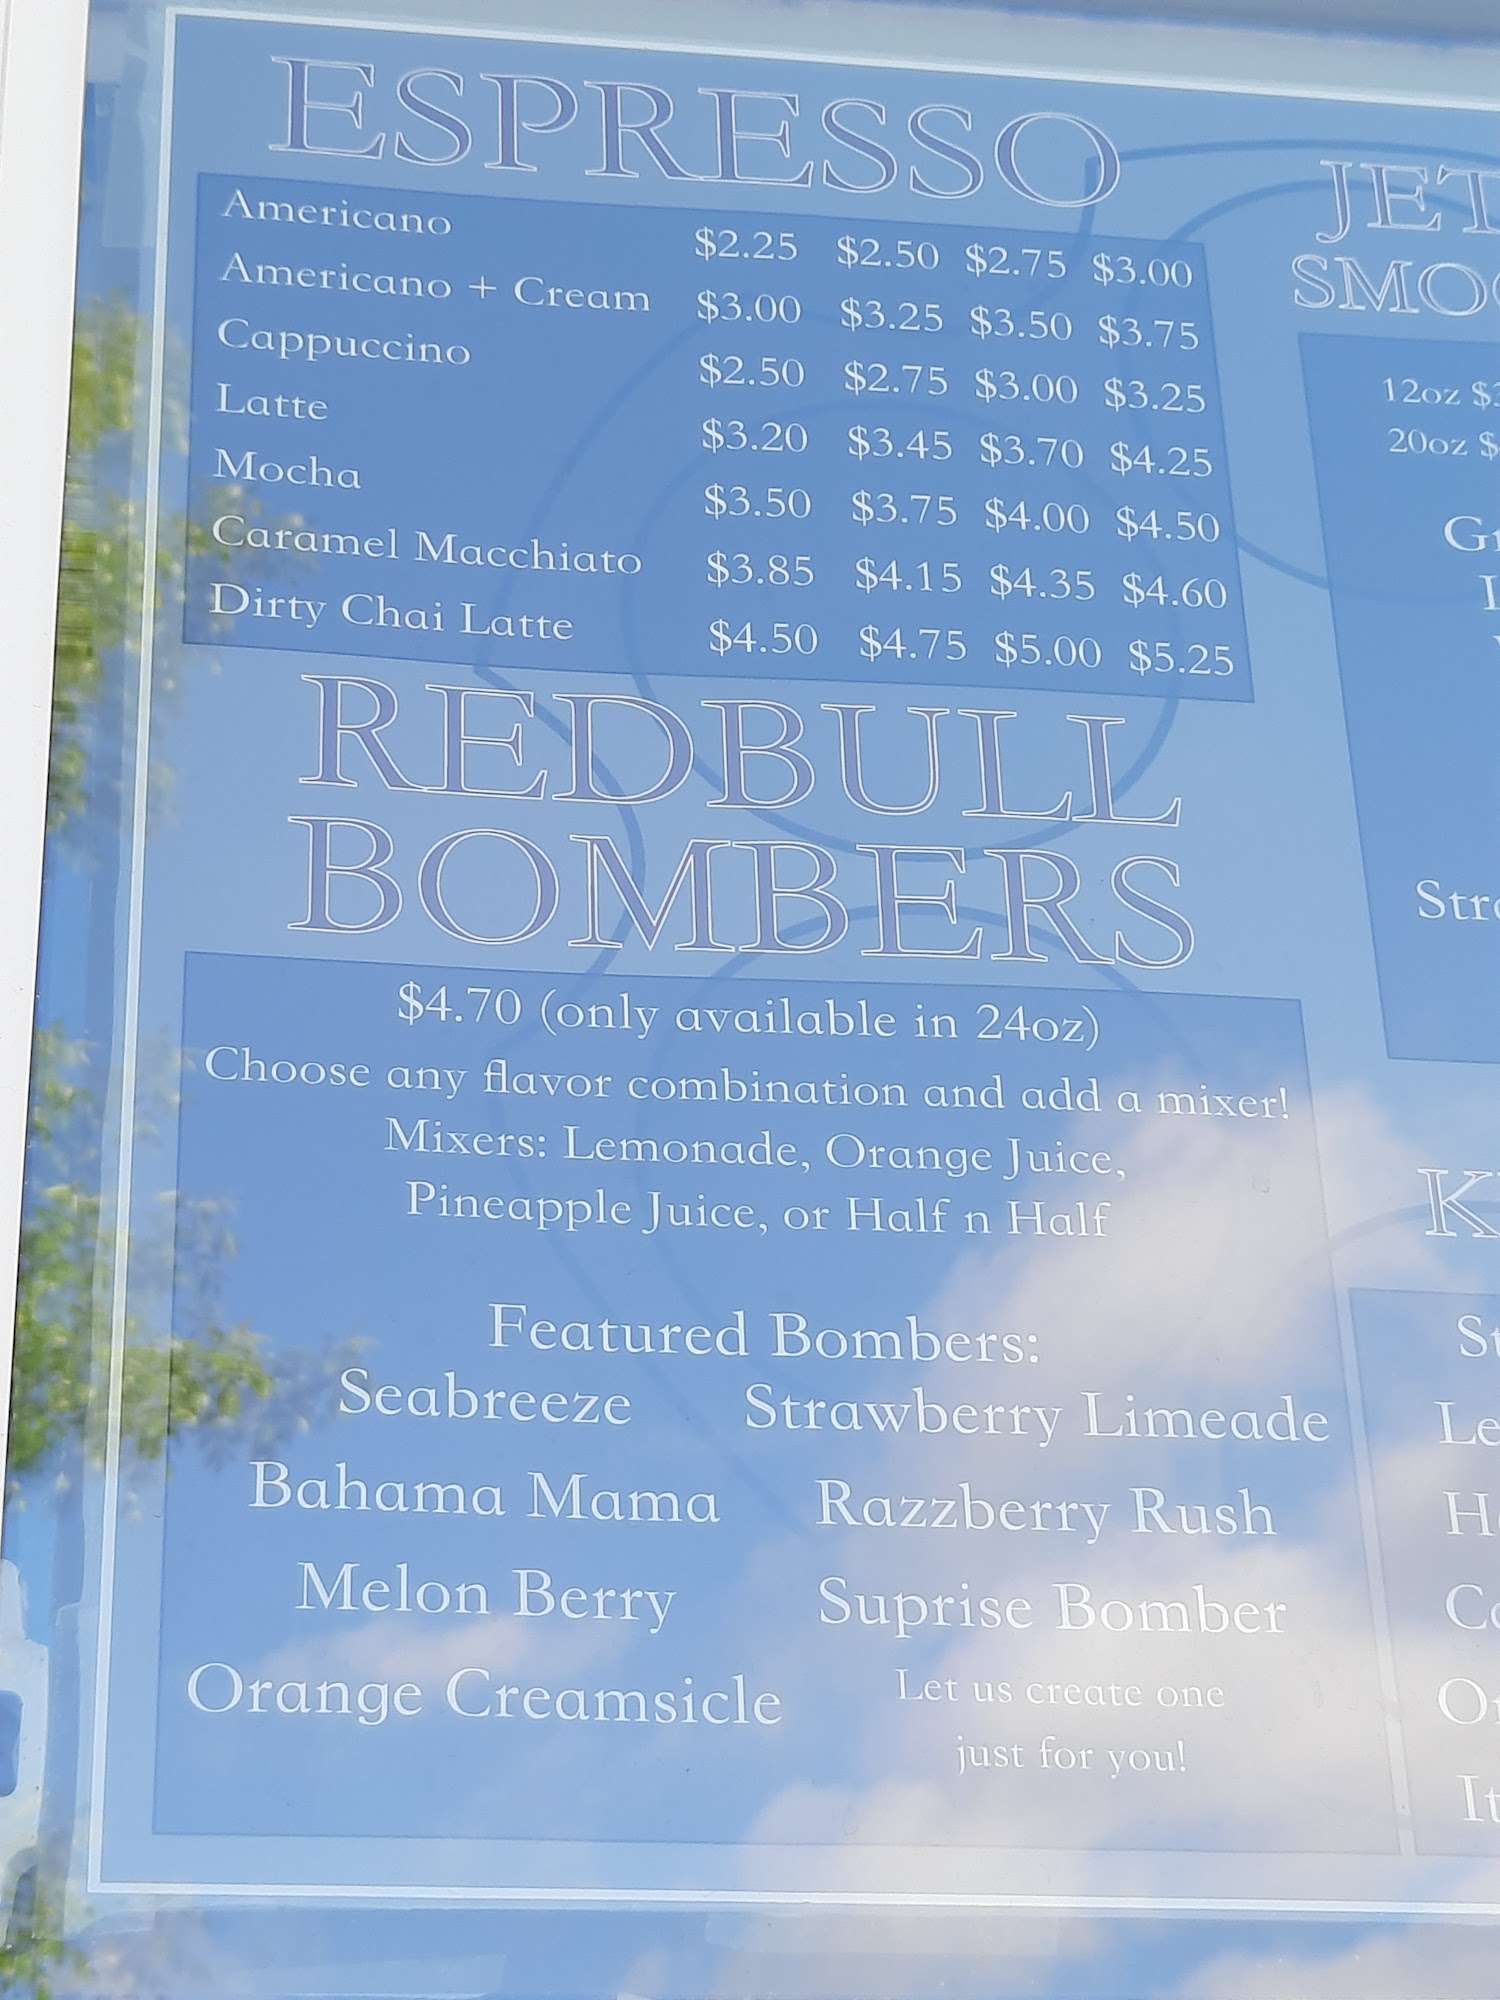 ESPRESSO
Americano $2.25 $2.50 $2.75 $3.00
Americano + Cream $3.00 $3.25 $3.50 $3.75
Cappuccino $2.50 $2.75 $3.00 $3.25
Latte $3.20 $3.45 $3.70 $4.25
Mocha $3.50 $3.75 $4.00 $4.50
Caramel Macchiato $3.85 $4.15 $4.35 $4.60
Dirty Chai Latte $4.50 $4.75 $5.00 $5.25
REDBULL
BOMBERS
$4.70 (only available in 24oz)
Choose any flavor combination and add a mixer!
Mixers: Lemonade, Orange Juice,
Pineapple Juice, or Half n Half
Featured Bombers:
Seabreeze Strawberry Limeade
Bahama Mama Razzberry Rush
Melon Berry Suprise Bomber
Orange Creamsicle Let us create one
just for you!
JET
SMO
12oz
20oz